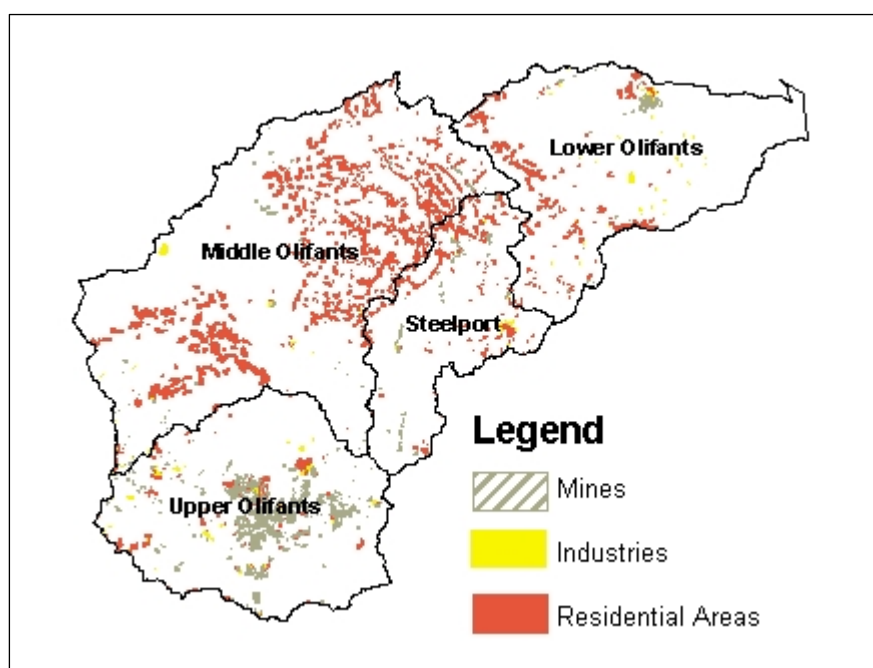 Lower Olifants
Middle Olifants
Steelport
Legend
Mines
Upper Olifants
Industries
Residential Areas